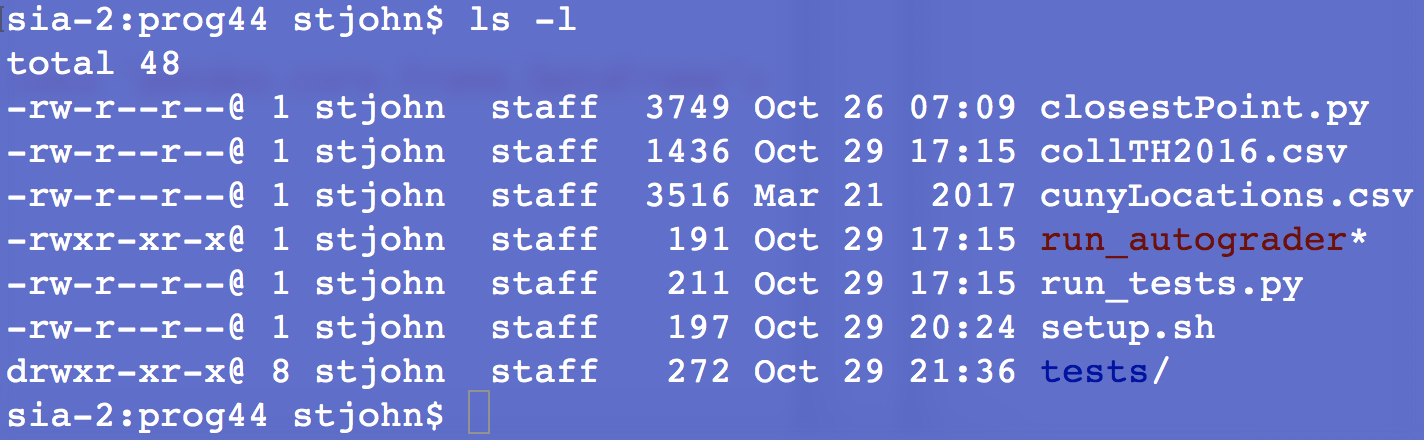 sia-2:prog44 stjohn$ ls -l
total 48
-rw-r--r--@ 1 stjohn  staff  3749 Oct 26 07:09 closestPoint.py
-rw-r--r--@ 1 stjohn  staff  1436 Oct 29 17:15 collTH2016.csv
-rw-r--r--@ 1 stjohn  staff  3516 Mar 21  2017 cunyLocations.csv
-rwxr-xr-x@ 1 stjohn  staff   191 Oct 29 17:15 run_autograder*
-rw-r--r--@ 1 stjohn  staff   211 Oct 29 17:15 run_tests.py
-rw-r--r--@ 1 stjohn  staff   197 Oct 29 20:24 setup.sh
drwxr-xr-x@ 8 stjohn  staff   272 Oct 29 21:36 tests/
sia-2:prog44 stjohn$